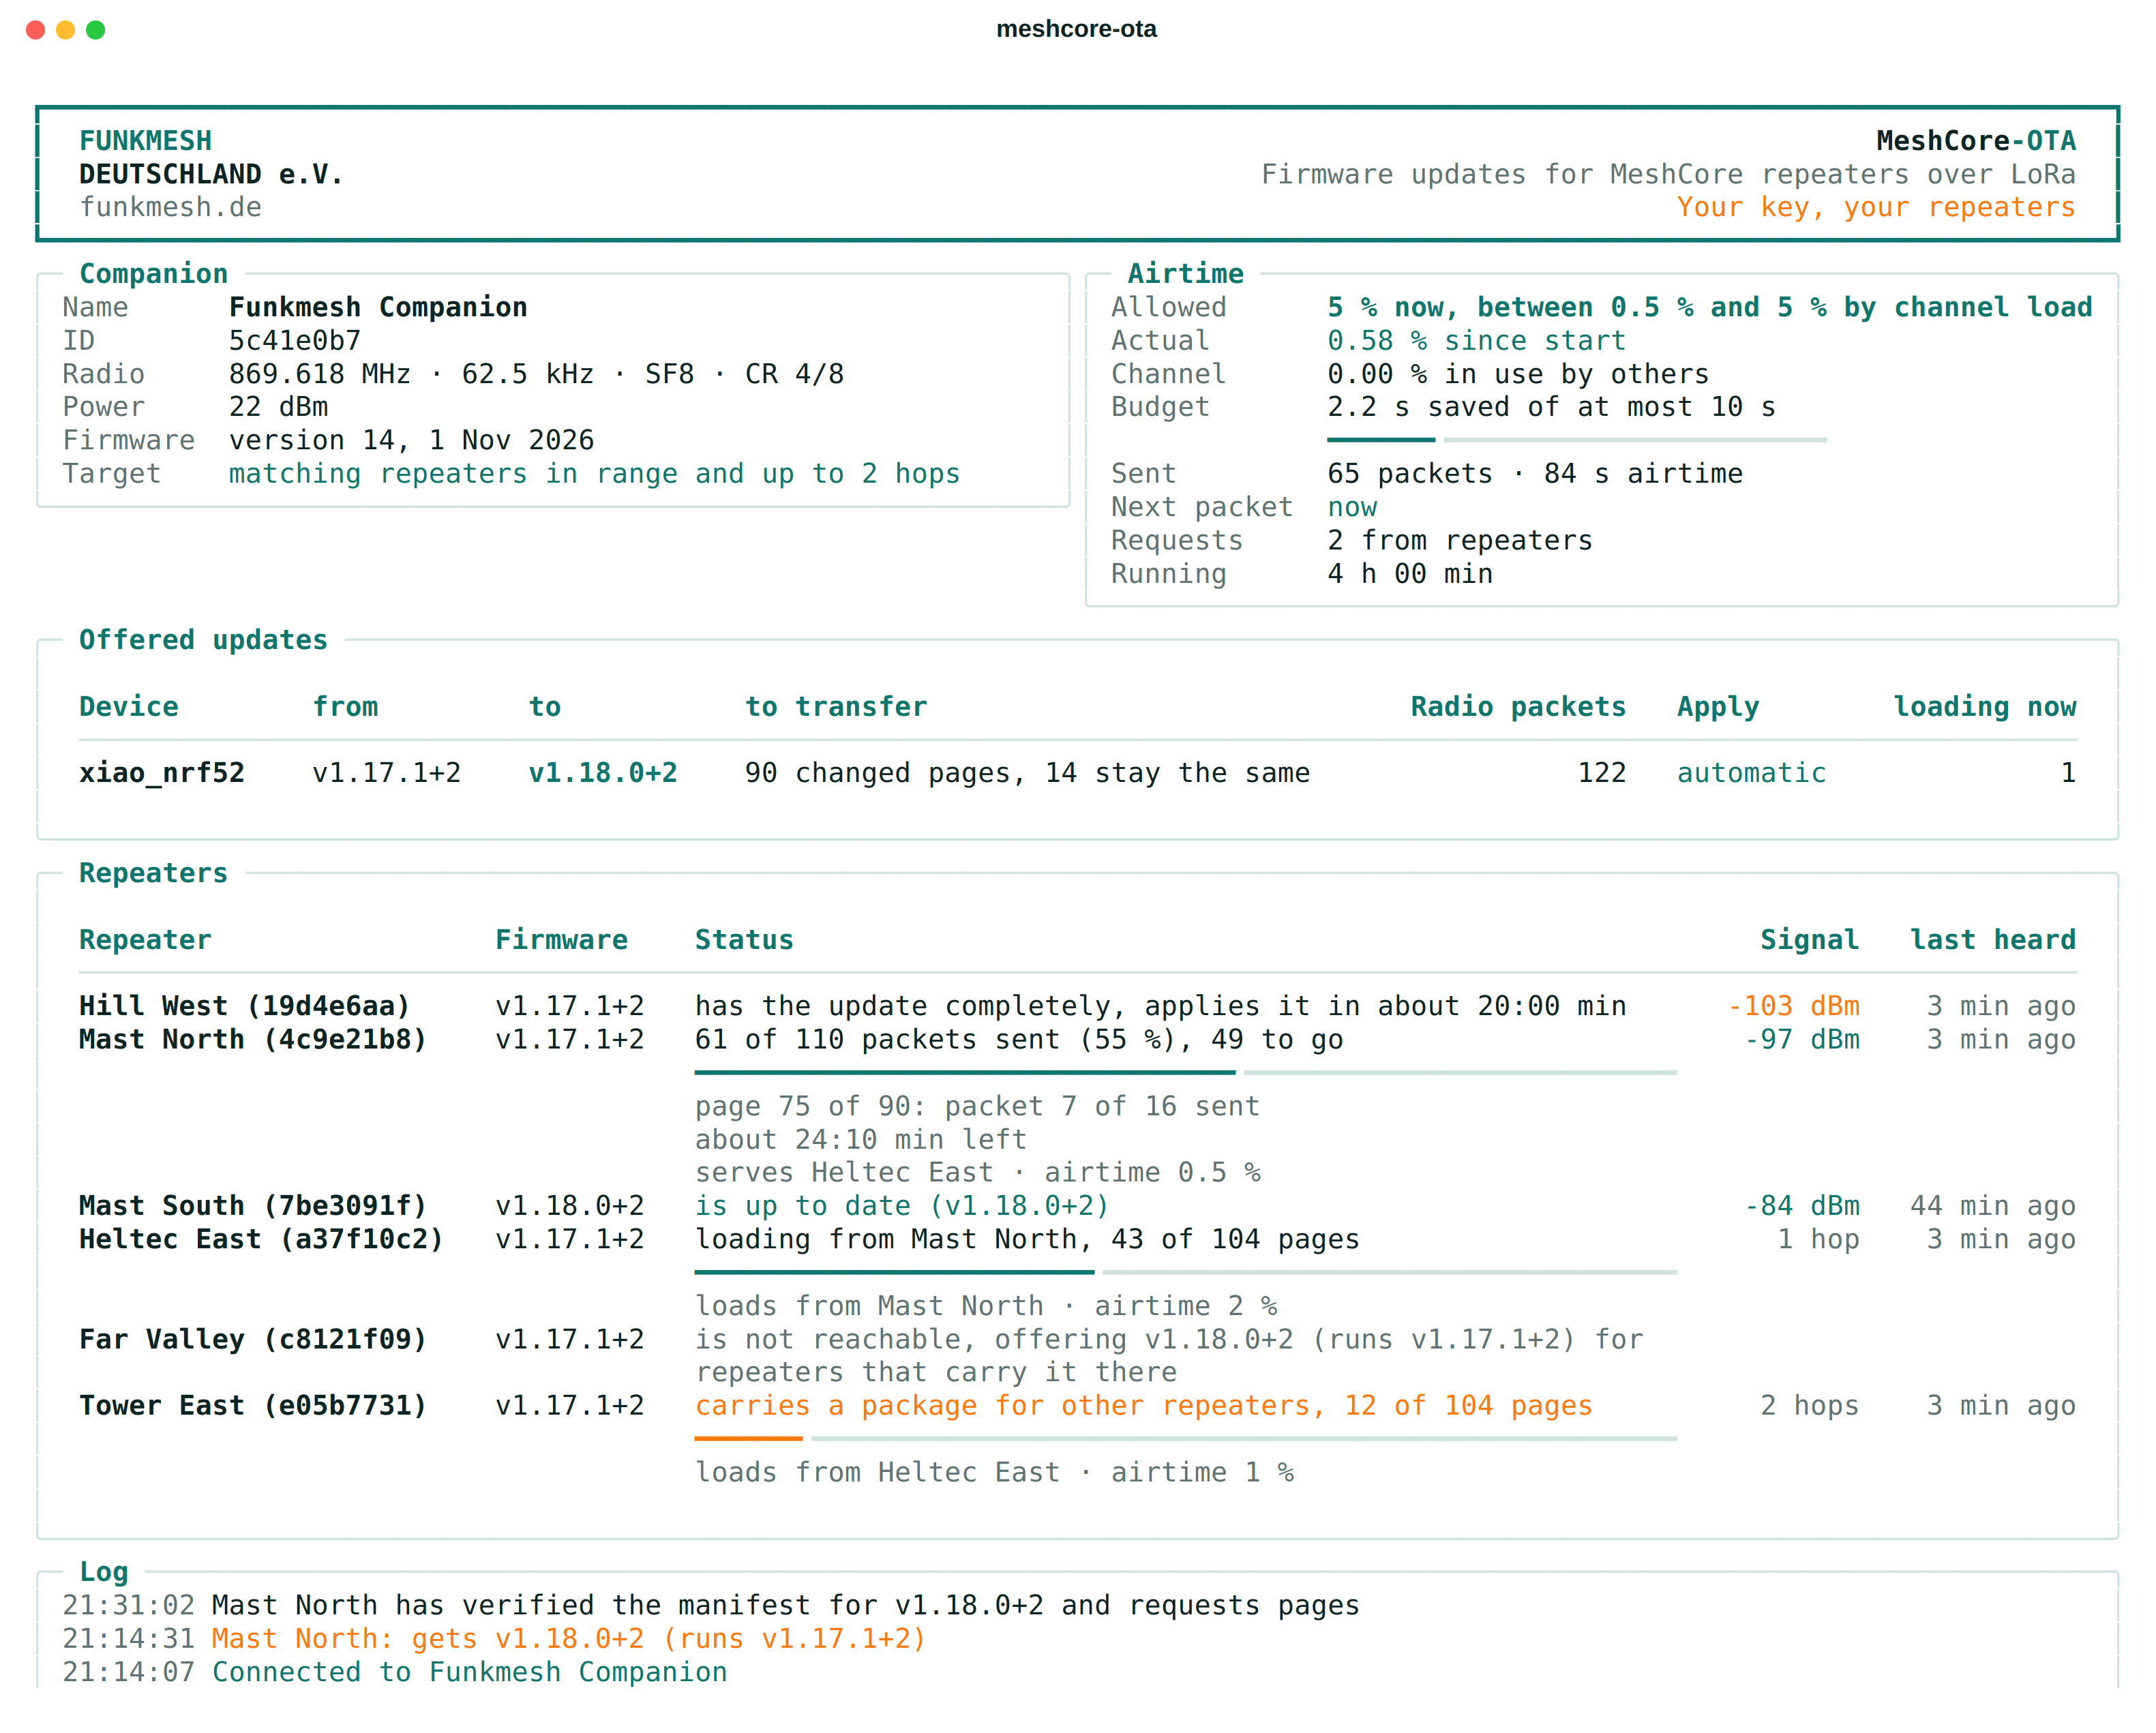 meshcore-ota
FUNKMESH MeshCore-OTA
DEUTSCHLAND e.V. Firmware updates for MeshCore repeaters over LoRa
funkmesh.de Your key, your repeaters
Companion
Name Funkmesh Companion
ID 5c41e0b7
Radio 869.618 MHz · 62.5 kHz · SF8 · CR 4/8
Power 22 dBm
Firmware version 14, 1 Nov 2026
Target matching repeaters in range and up to 2 hops
Airtime
Allowed 5 % now, between 0.5 % and 5 % by channel load
Actual 0.58 % since start
Channel 0.00 % in use by others
Budget 2.2 s saved of at most 10 s
Sent 65 packets · 84 s airtime
Next packet now
Requests 2 from repeaters
Running 4 h 00 min
Offered updates
Device from to to transfer Radio packets Apply loading now
xiao_nrf52 v1.17.1+2 v1.18.0+2 90 changed pages, 14 stay the same 122 automatic 1
Repeaters
Repeater Firmware Status Signal last heard
Hill West (19d4e6aa) v1.17.1+2 has the update completely, applies it in about 20:00 min -103 dBm 3 min ago
Mast North (4c9e21b8) v1.17.1+2 61 of 110 packets sent (55 %), 49 to go -97 dBm 3 min ago
page 75 of 90: packet 7 of 16 sent
about 24:10 min left
serves Heltec East · airtime 0.5 %
Mast South (7be3091f) v1.18.0+2 is up to date (v1.18.0+2) -84 dBm 44 min ago
Heltec East (a37f10c2) v1.17.1+2 loading from Mast North, 43 of 104 pages 1 hop 3 min ago
loads from Mast North · airtime 2 %
Far Valley (c8121f09) v1.17.1+2 is not reachable, offering v1.18.0+2 (runs v1.17.1+2) for
repeaters that carry it there
Tower East (e05b7731) v1.17.1+2 carries a package for other repeaters, 12 of 104 pages 2 hops 3 min ago
loads from Heltec East · airtime 1 %
Log
21:31:02 Mast North has verified the manifest for v1.18.0+2 and requests pages
21:14:31 Mast North: gets v1.18.0+2 (runs v1.17.1+2)
21:14:07 Connected to Funkmesh Companion